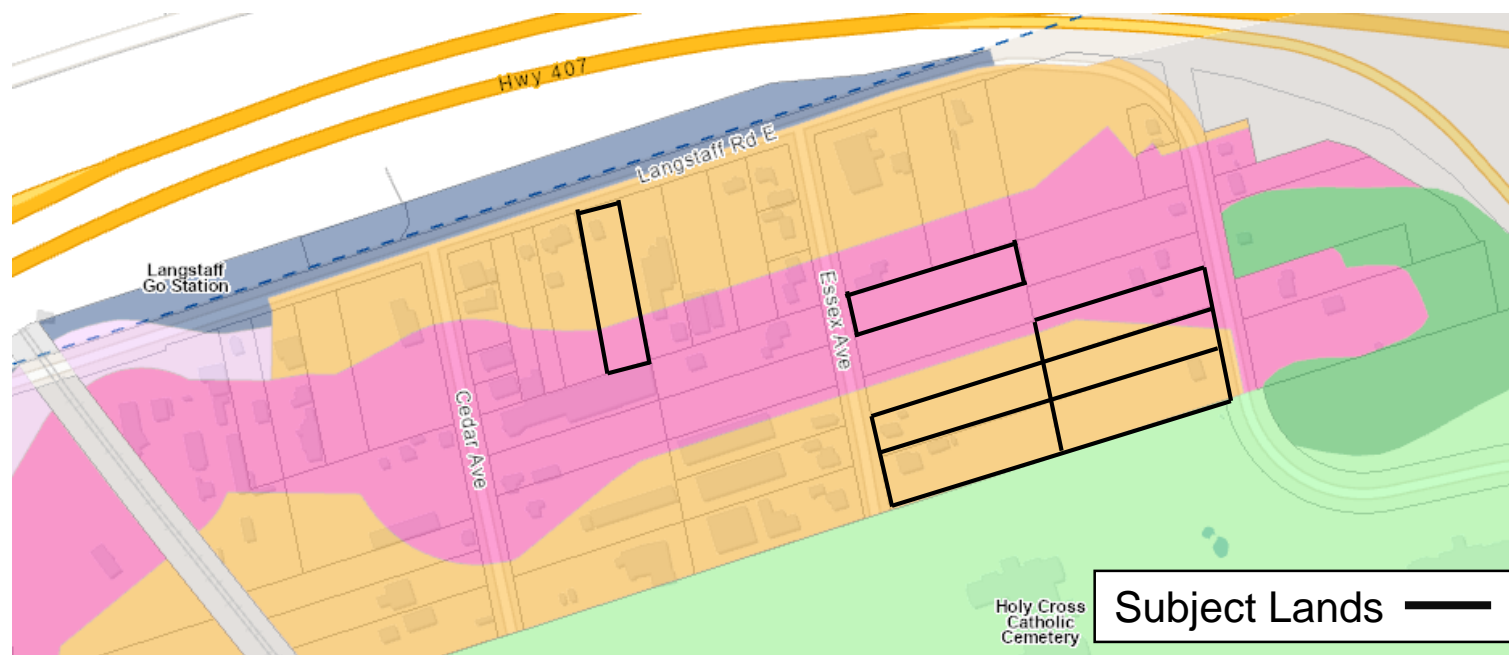 Hwy 407
Langstaff Rd E
Langstaff
Go Station
Essex Ave
Cedar Ave
Holy Cross
Catholic
Cemetery
Subject Lands